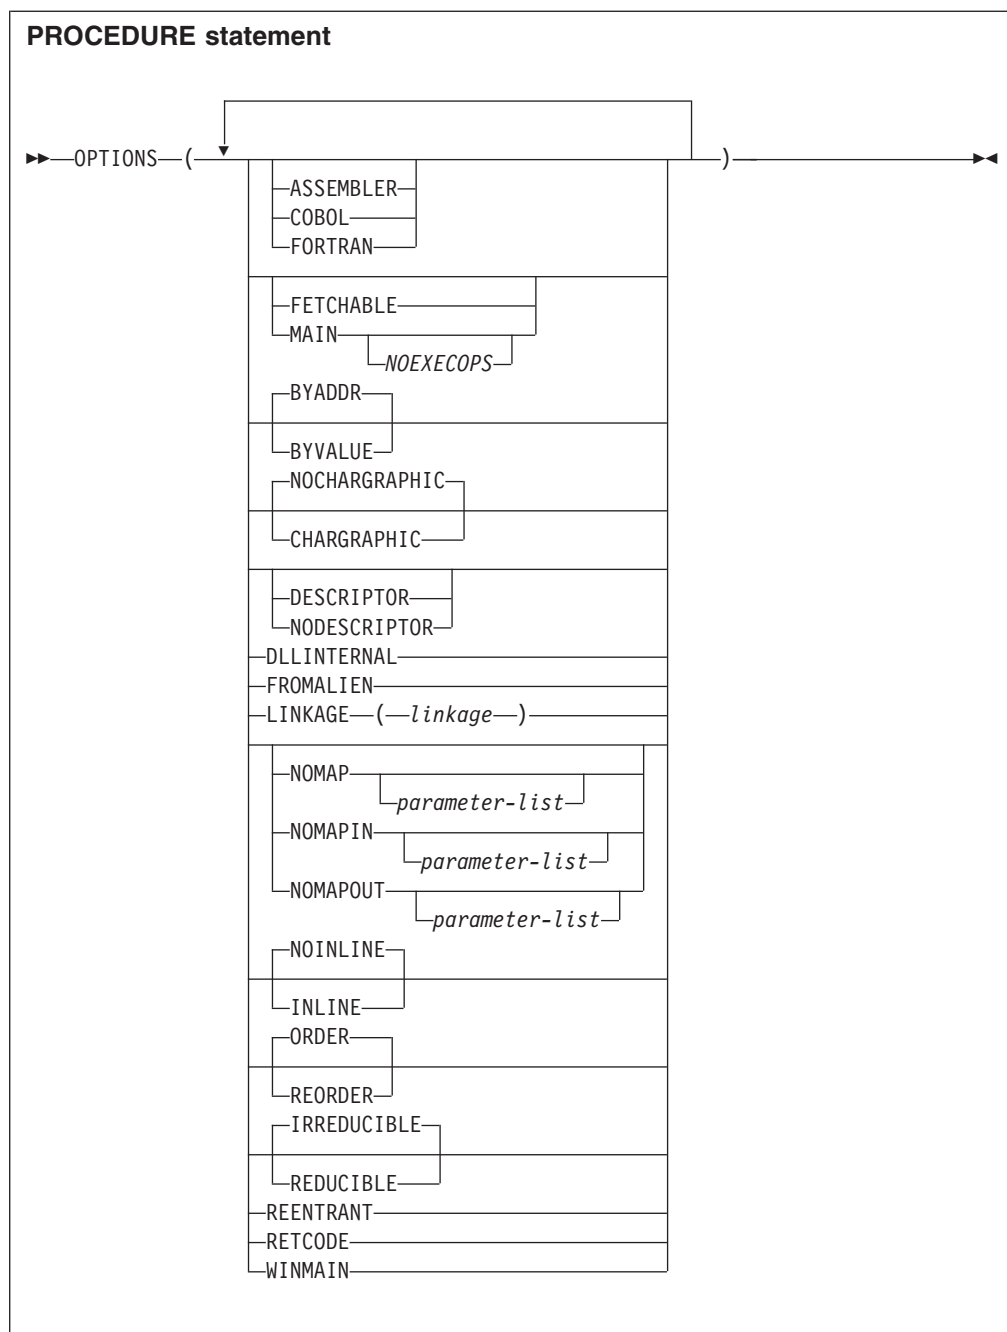 PROCEDURE statement
OPTIONS ( )
ASSEMBLER
COBOL
FORTRAN
FETCHABLE
MAIN
NOEXECOPS
BYADDR
BYVALUE
NOCHARGRAPHIC
CHARGRAPHIC
DESCRIPTOR
NODESCRIPTOR
DLLINTERNAL
FROMALIEN
LINKAGE ( linkage )
NOMAP
parameter-list
NOMAPIN
parameter-list
NOMAPOUT
parameter-list
NOINLINE
INLINE
ORDER
REORDER
IRREDUCIBLE
REDUCIBLE
REENTRANT
RETCODE
WINMAIN